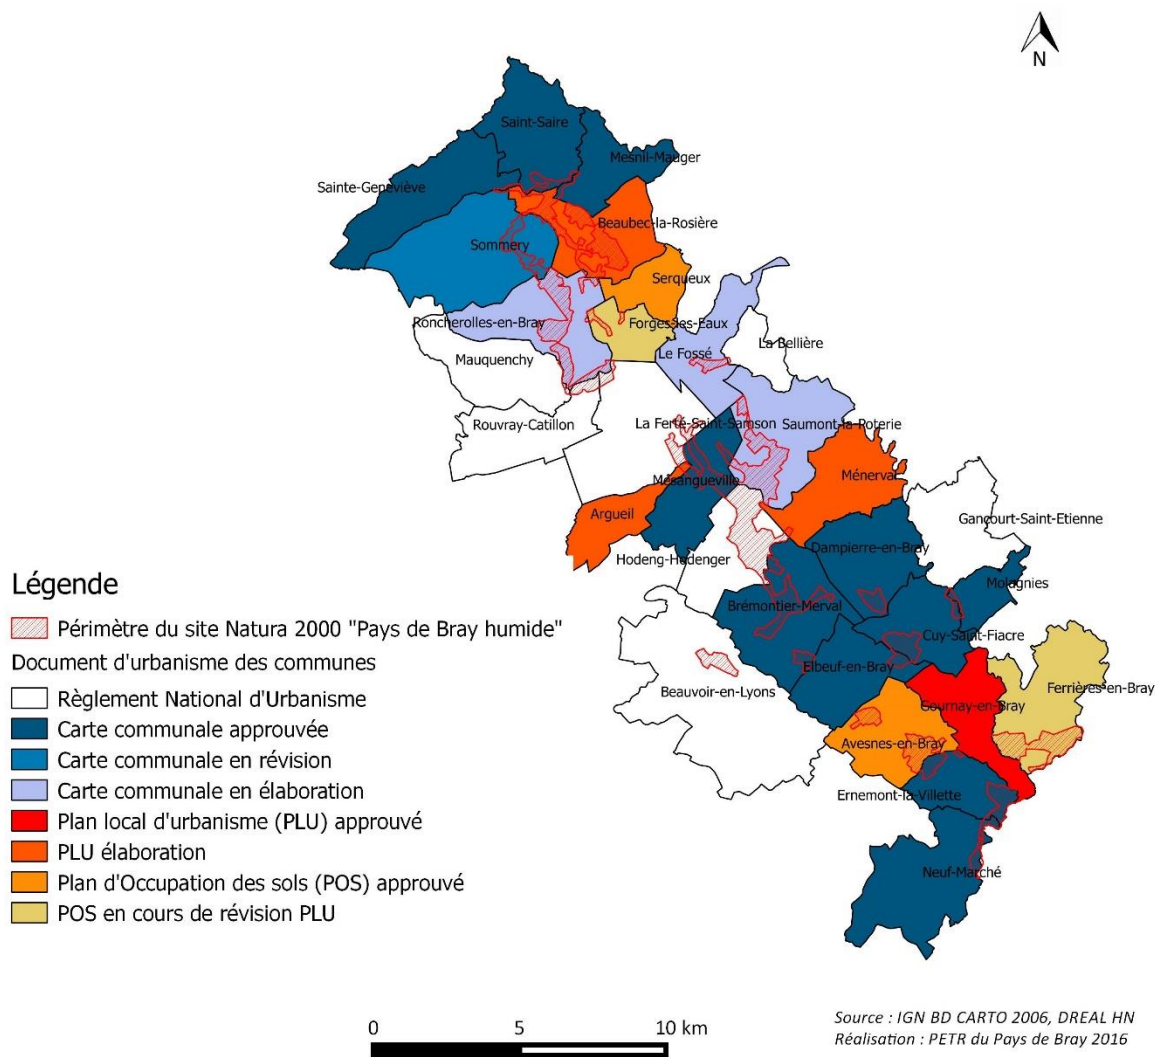 N
Saint-Saire
Mesnil-Mauger
Sainte-Geneviève
Beaubec-la-Rosière
Sommery
Serqueux
Roncherolles-en-Bray
Forges-les-Eaux
La Bellière
Le Fossé
Mauquenchy
Rouvray-Catillon
La Ferté-Saint-Samson
Saumont-la-Poterie
Mésangueville
Ménerval
Argueil
Gancourt-Saint-Etienne
Dampierre-en-Bray
Hodeng-Hodenger
Molagnies
Brémontier-Merval
Cuy-Saint-Fiacre
Elbeuf-en-Bray
Ferrières-en-Bray
Beauvoir-en-Lyons
Gournay-en-Bray
Avesnes-en-Bray
Ernemont-la-Villette
Neuf-Marché
Légende
Périmètre du site Natura 2000 "Pays de Bray humide"
Document d'urbanisme des communes
Règlement National d'Urbanisme
Carte communale approuvée
Carte communale en révision
Carte communale en élaboration
Plan local d'urbanisme (PLU) approuvé
PLU élaboration
Plan d'Occupation des sols (POS) approuvé
POS en cours de révision PLU
0 5 10 km
Source : IGN BD CARTO 2006, DREAL HN
Réalisation : PETR du Pays de Bray 2016